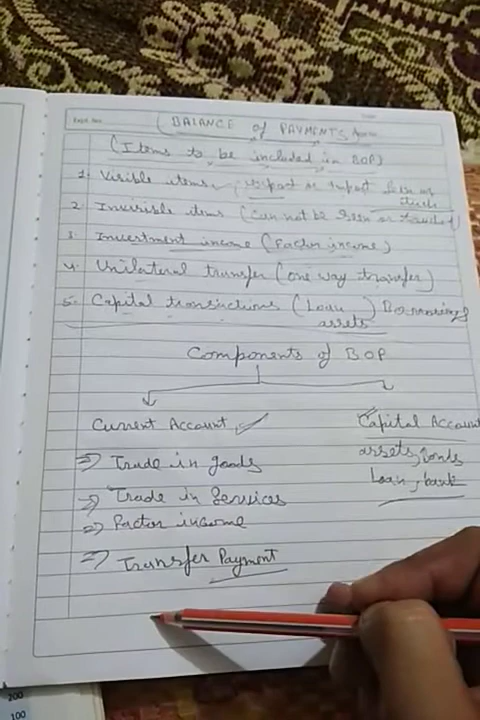 BALANCE of PAYMENTS
(Items to be included in BOP)
1. Visible items, export or Import
2. Invisible items (can not be seen or touched)
3. Investment income (Factor income)
4. Unilateral transfer (one way transfer)
5. Capital transactions (Loan ) Borrowings
assets
Components of BOP
Current Account, Capital Account
⇒ Trade in goods assets, bonds
⇒ Trade in Services Loan, bank
⇒ Factor income
⇒ Transfer Payment
200
100